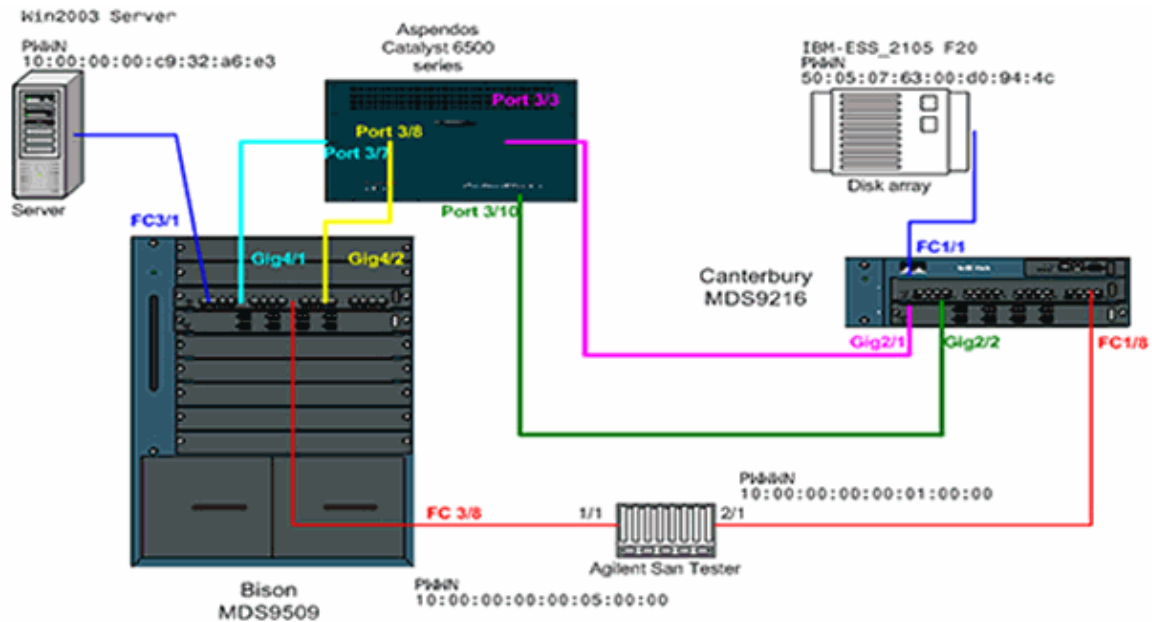 Win2003 Server
PWWN
10:00:00:00:c9:32:a6:e3
Server
Aspendos
Catalyst 6500
series
Port 3/3
Port 3/8
Port 3/7
Port 3/10
IBM-ESS_2105 F20
PWWN
50:05:07:63:00:d0:94:4c
Disk array
FC3/1
Gig4/1
Gig4/2
FC1/1
Canterbury
MDS9216
Gig2/1
Gig2/2
FC1/8
PWWN
10:00:00:00:00:01:00:00
FC 3/8
1/1
2/1
Agilent San Tester
Bison
MDS9509
PWWN
10:00:00:00:00:05:00:00